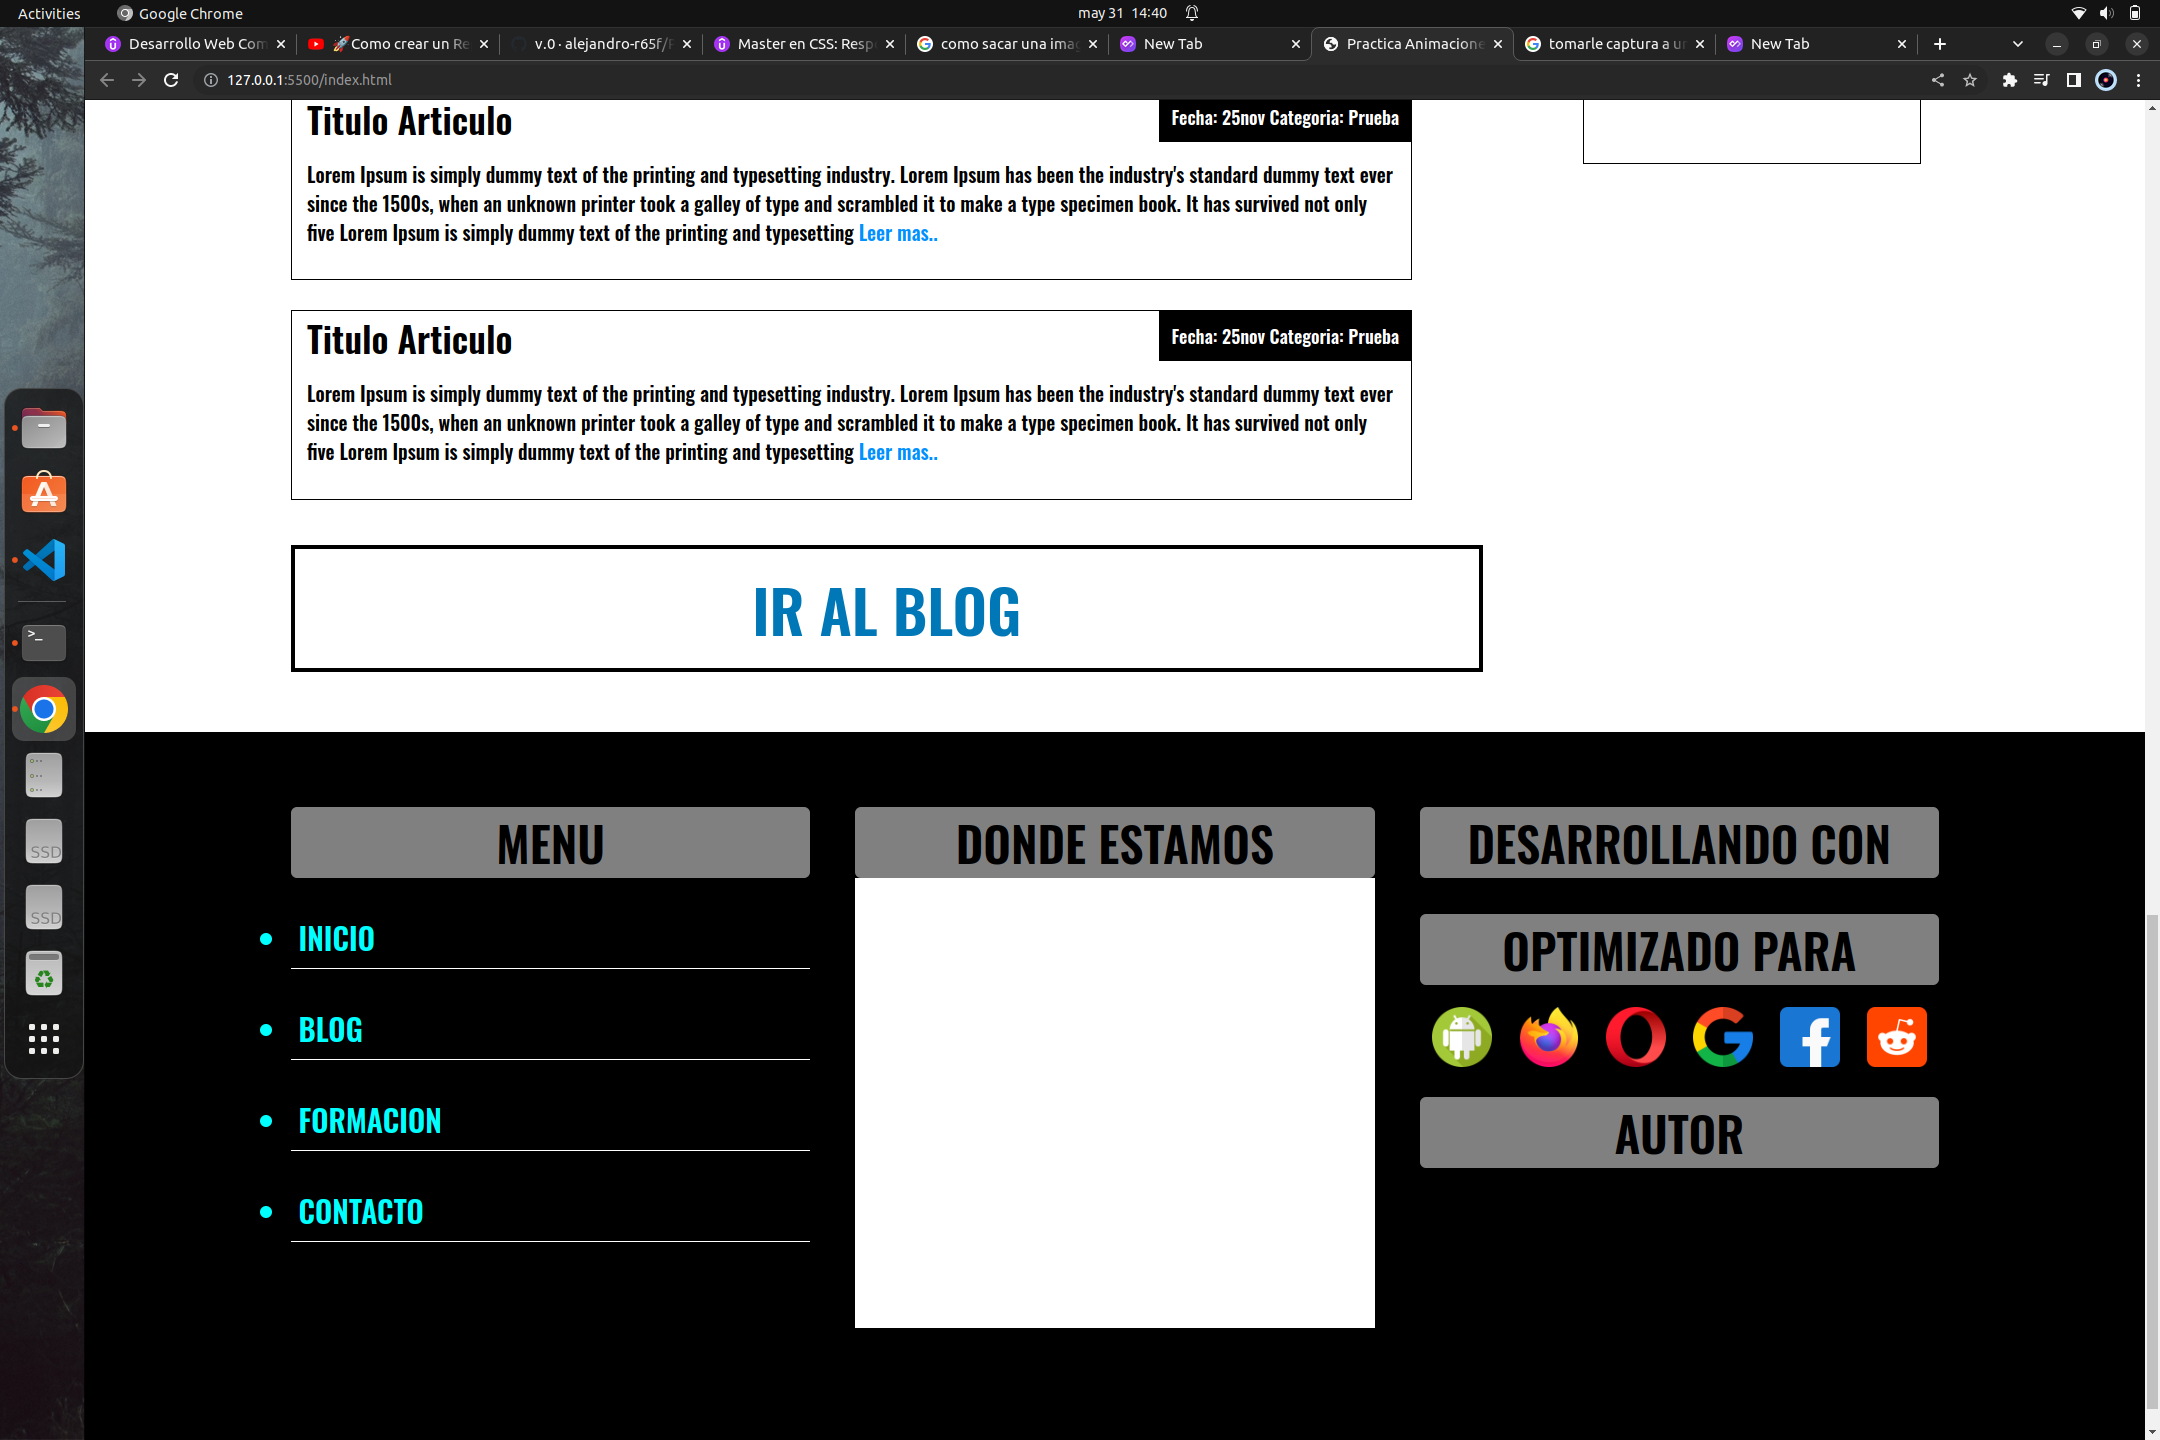 Activities
Google Chrome
may 31 14:40
Desarrollo Web Com
🚀Como crear un Re
v.0 · alejandro-r65f/
Master en CSS: Resp
como sacar una ima
New Tab
Practica Animacione
tomarle captura a u
New Tab
127.0.0.1:5500/index.html
Titulo Articulo
Fecha: 25nov Categoria: Prueba
Lorem Ipsum is simply dummy text of the printing and typesetting industry. Lorem Ipsum has been the industry's standard dummy text ever
since the 1500s, when an unknown printer took a galley of type and scrambled it to make a type specimen book. It has survived not only
five Lorem Ipsum is simply dummy text of the printing and typesetting Leer mas..
Titulo Articulo
Fecha: 25nov Categoria: Prueba
Lorem Ipsum is simply dummy text of the printing and typesetting industry. Lorem Ipsum has been the industry's standard dummy text ever
since the 1500s, when an unknown printer took a galley of type and scrambled it to make a type specimen book. It has survived not only
five Lorem Ipsum is simply dummy text of the printing and typesetting Leer mas..
IR AL BLOG
SSD
SSD
MENU
INICIO
BLOG
FORMACION
CONTACTO
DONDE ESTAMOS
DESARROLLANDO CON
OPTIMIZADO PARA
AUTOR